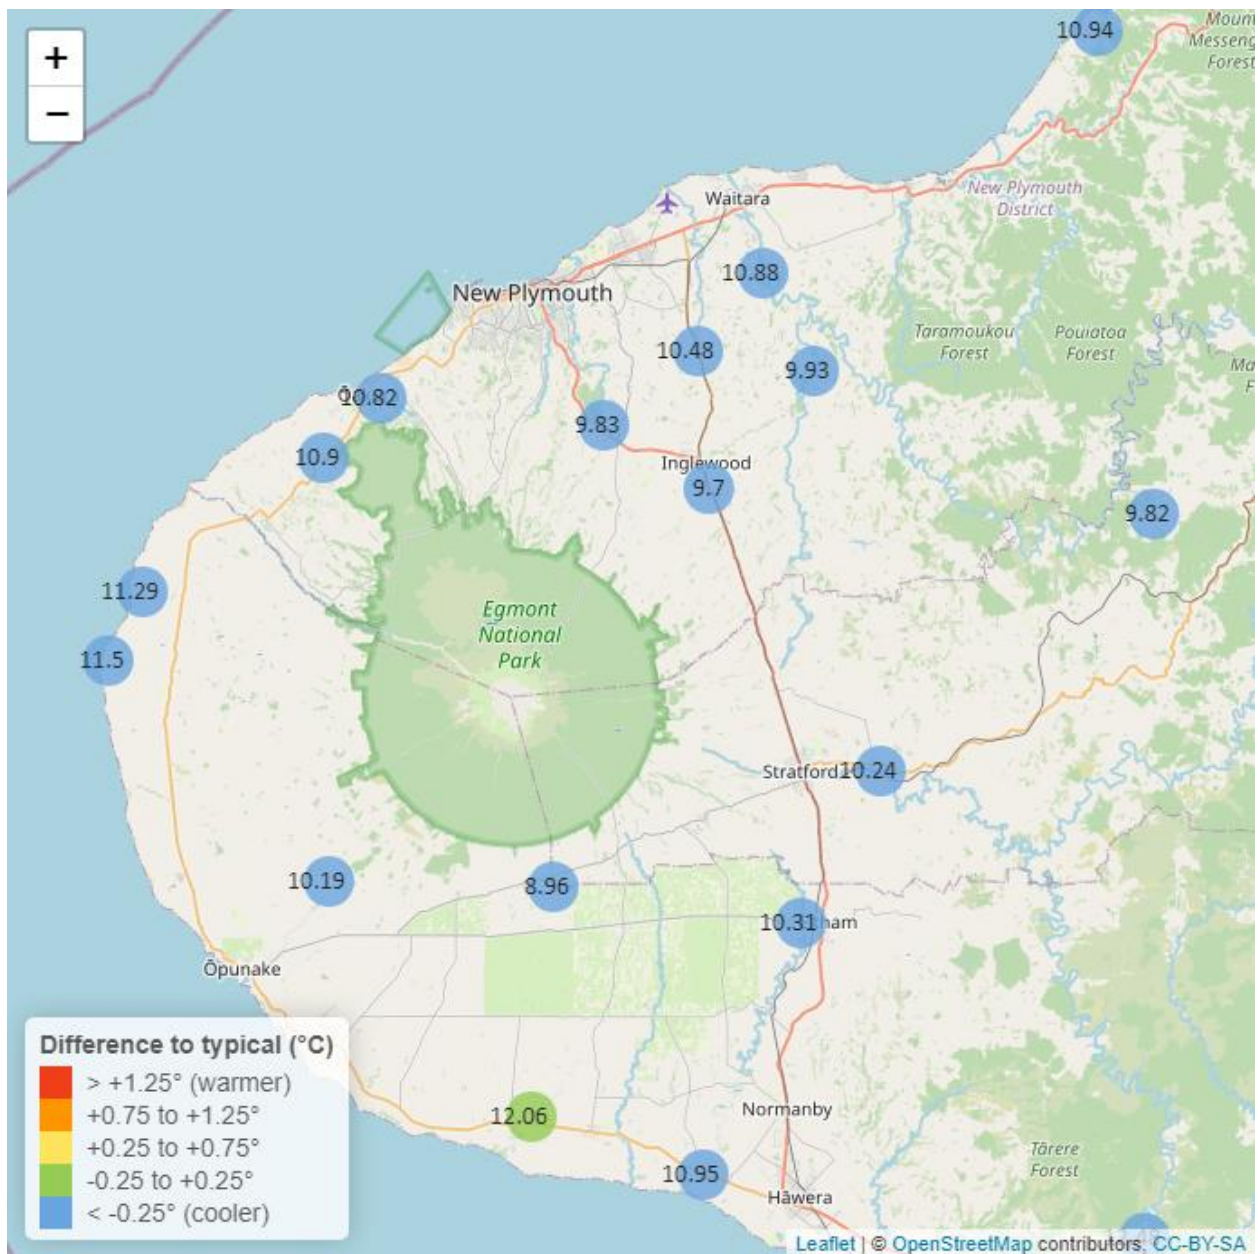 +
−
10.94
Mount
Messeng
Forest
Waitara
New Plymouth
District
10.88
New Plymouth
10.48
9.93
Taramoukou
Forest
Pouiatoa
Forest
Ma
F
10.82
9.83
10.9
Inglewood
9.7
9.82
11.29
Egmont
National
Park
11.5
Stratford
10.24
10.19
8.96
10.31
ham
Ōpunake
Difference to typical (°C)
> +1.25° (warmer)
+0.75 to +1.25°
+0.25 to +0.75°
-0.25 to +0.25°
< -0.25° (cooler)
12.06
Normanby
10.95
Hāwera
Tārere
Forest
Leaflet | © OpenStreetMap contributors, CC-BY-SA